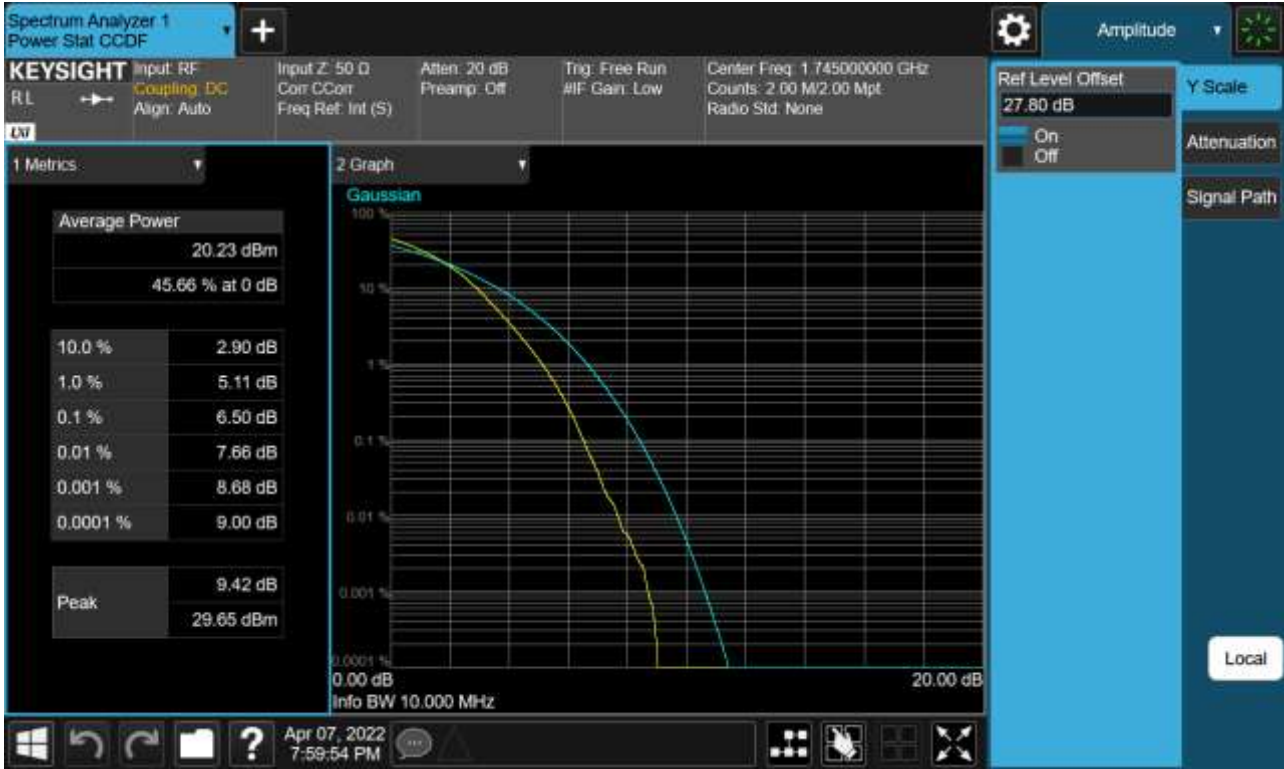 Spectrum Analyzer 1
Power Stat CCDF
+
Amplitude
KEYSIGHT
RL
LXI
Input: RF
Coupling: DC
Align: Auto
Input Z: 50 Ω
Corr CCorr
Freq Ref: Int (S)
Atten: 20 dB
Preamp: Off
Trig: Free Run
#IF Gain: Low
Center Freq: 1.745000000 GHz
Counts: 2.00 M/2.00 Mpt
Radio Std: None
Ref Level Offset
27.80 dB
On
Off
Y Scale
Attenuation
Signal Path
Local
1 Metrics
Average Power
20.23 dBm
45.66 % at 0 dB
10.0 % 2.90 dB
1.0 % 5.11 dB
0.1 % 6.50 dB
0.01 % 7.66 dB
0.001 % 8.68 dB
0.0001 % 9.00 dB
Peak
9.42 dB
29.65 dBm
2 Graph
Gaussian
100 %
10 %
1 %
0.1 %
0.01 %
0.001 %
0.0001 %
0.00 dB 20.00 dB
Info BW 10.000 MHz
?
Apr 07, 2022
7:59:54 PM